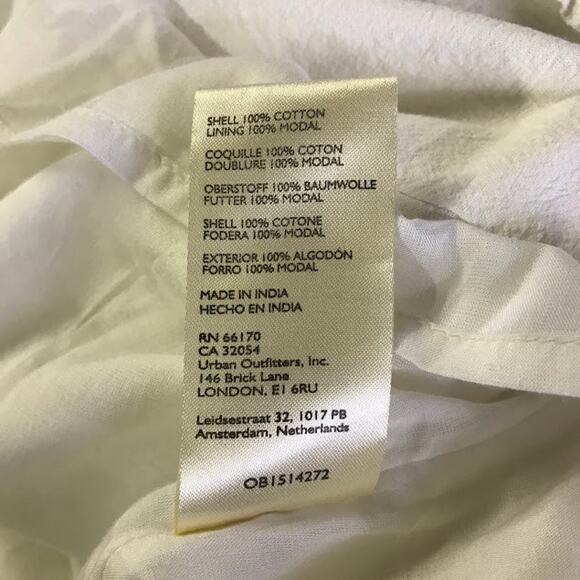 SHELL 100% COTTON
LINING 100% MODAL
COQUILLE 100% COTON
DOUBLURE 100% MODAL
OBERSTOFF 100% BAUMWOLLE
FUTTER 100% MODAL
SHELL 100% COTONE
FODERA 100% MODAL
EXTERIOR 100% ALGODÓN
FORRO 100% MODAL
MADE IN INDIA
HECHO EN INDIA
RN 66170
CA 32054
Urban Outfitters, Inc.
146 Brick Lane
LONDON, E1 6RU
Leidsestraat 32, 1017 PB
Amsterdam, Netherlands
OB1514272